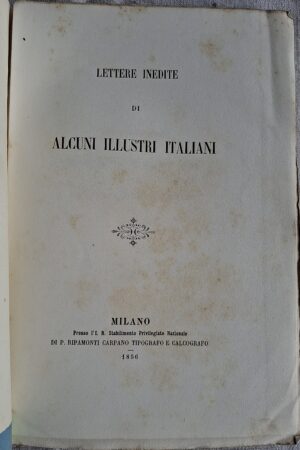 LETTERE INEDITE
DI
ALCUNI ILLUSTRI ITALIANI
MILANO
Presso l'I. R. Stabilimento Privilegiato Nazionale
DI P. RIPAMONTI CARPANO TIPOGRAFO E CALCOGRAFO
1856